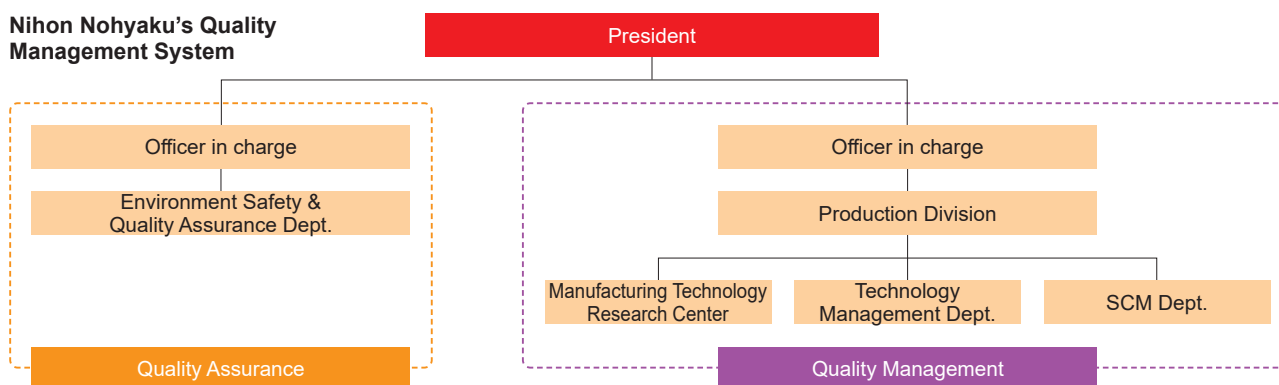 Nihon Nohyaku's Quality
Management System
President
Officer in charge
Environment Safety &
Quality Assurance Dept.
Quality Assurance
Officer in charge
Production Division
Manufacturing Technology
Research Center
Technology
Management Dept.
SCM Dept.
Quality Management